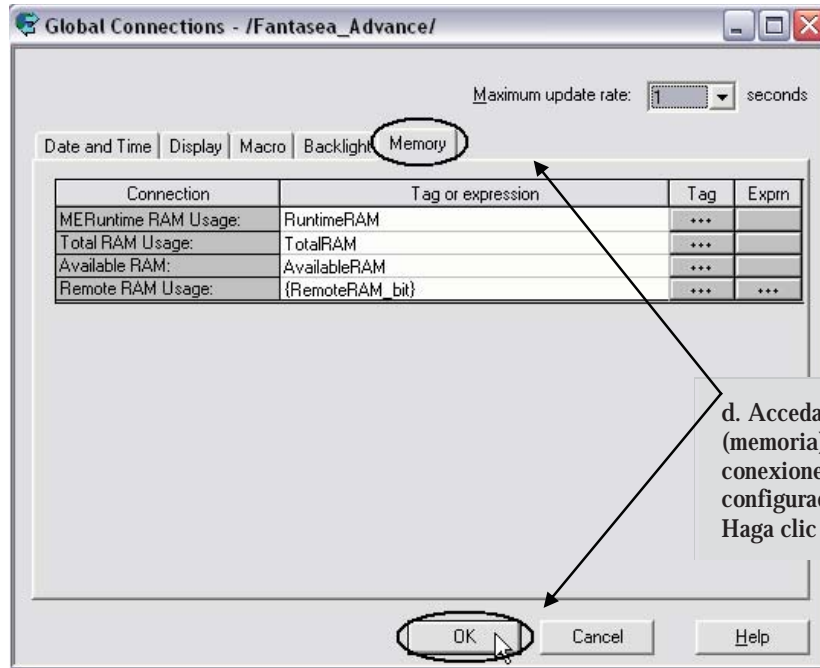 Global Connections - /Fantasea_Advance/
Maximum update rate: 1 seconds
Date and Time Display Macro Backlight Memory
Connection Tag or expression Tag Exprn
MERuntime RAM Usage: RuntimeRAM ... 
Total RAM Usage: TotalRAM ...
Available RAM: AvailableRAM ...
Remote RAM Usage: {RemoteRAM_bit} ... ...
d. Acceda
(memoria)
Haga clic
OK Cancel Help